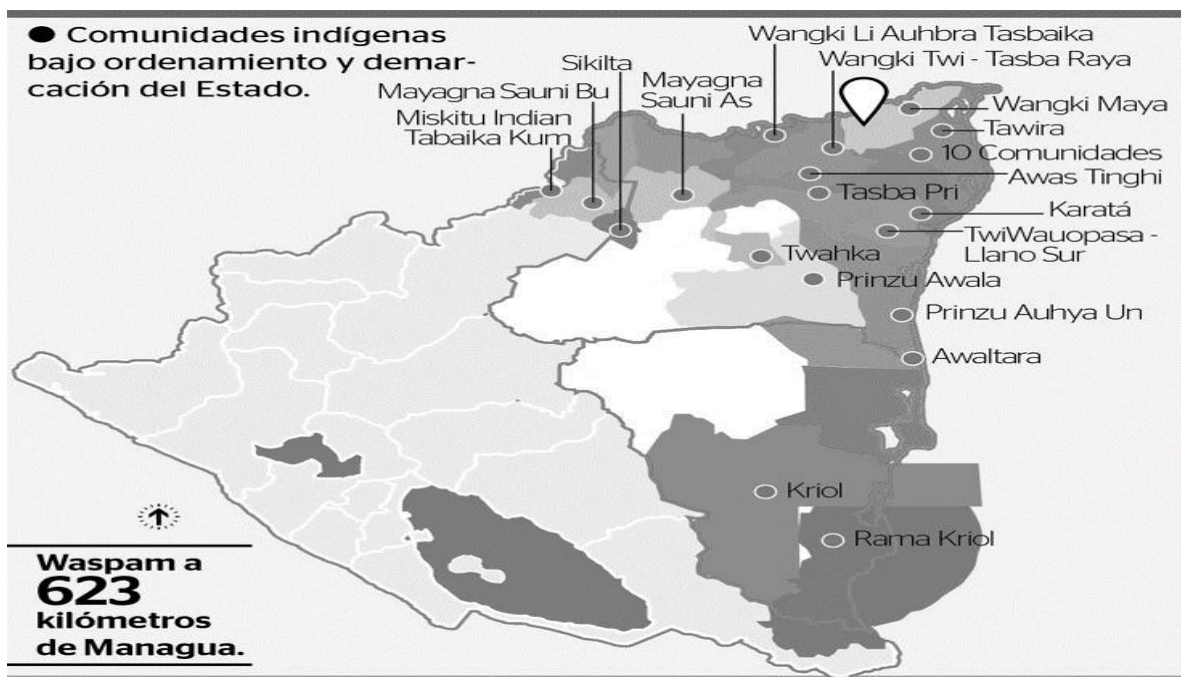 ● Comunidades indígenas
bajo ordenamiento y demar-
cación del Estado.
Sikilta
Mayagna Sauni Bu
Miskitu Indian
Tabaika Kum
Mayagna
Sauni As
Wangki Li Auhbra Tasbaika
Wangki Twi - Tasba Raya
Wangki Maya
Tawira
10 Comunidades
Awas Tinghi
Tasba Pri
Karatá
TwiWauopasa -
Llano Sur
Twahka
Prinzu Awala
Prinzu Auhya Un
Awaltara
Kriol
Rama Kriol
Waspam a
623
kilómetros
de Managua.